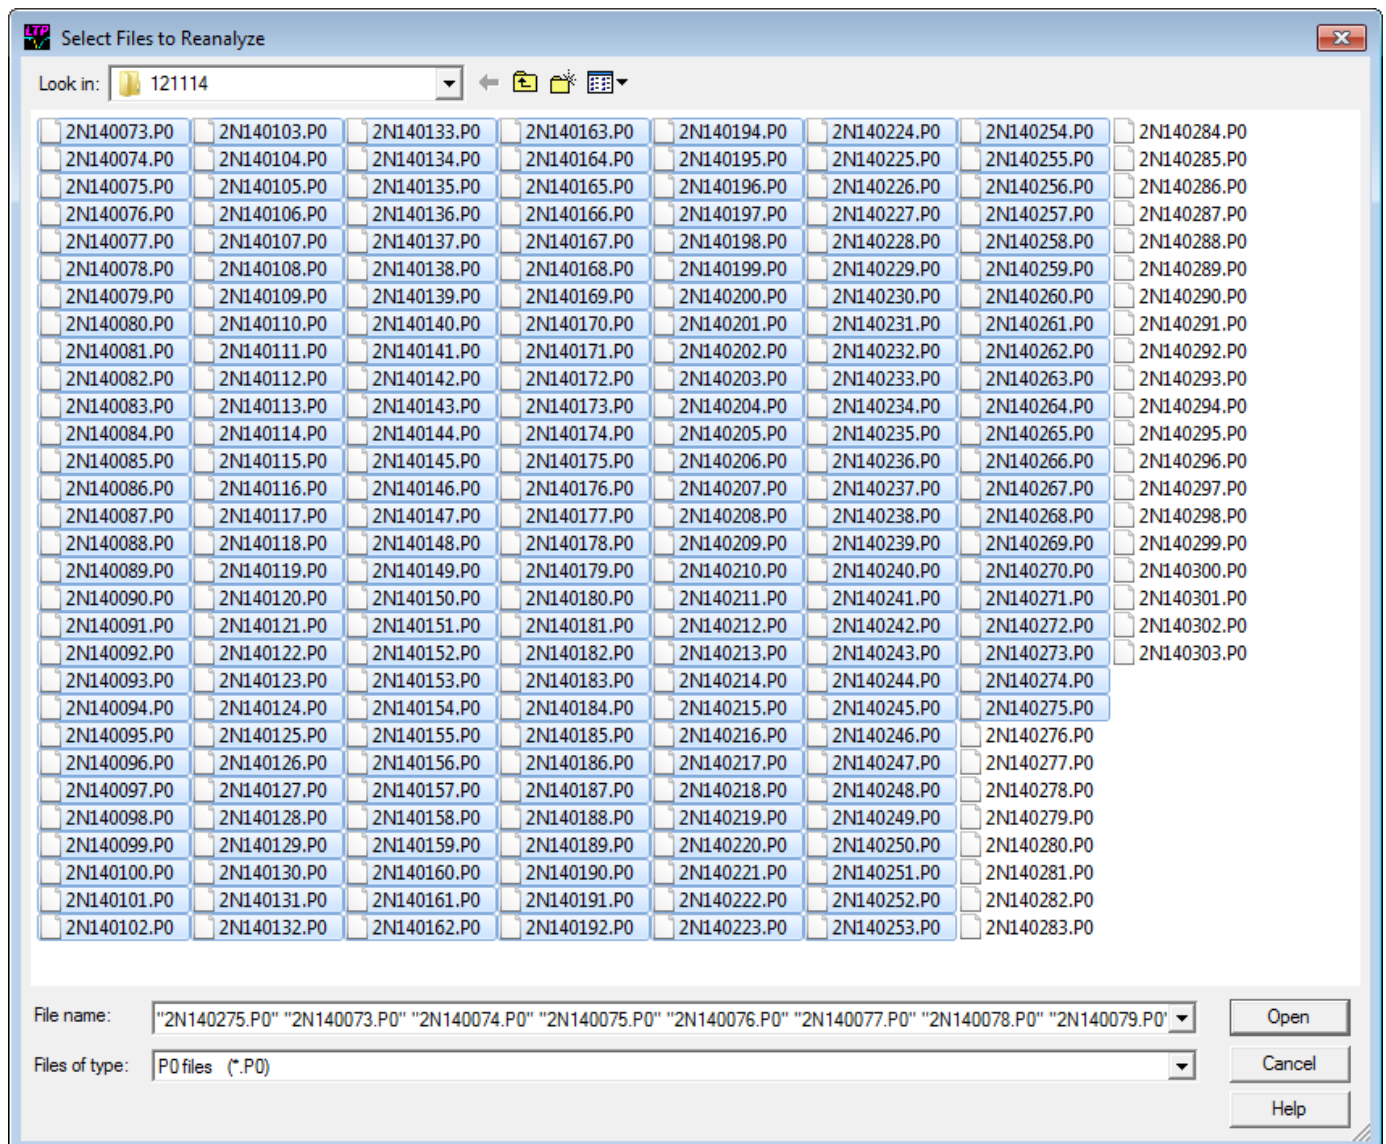 LTP
Select Files to Reanalyze
Look in: 121114
2N140073.P0 2N140103.P0 2N140133.P0 2N140163.P0 2N140194.P0 2N140224.P0 2N140254.P0 2N140284.P0
2N140074.P0 2N140104.P0 2N140134.P0 2N140164.P0 2N140195.P0 2N140225.P0 2N140255.P0 2N140285.P0
2N140075.P0 2N140105.P0 2N140135.P0 2N140165.P0 2N140196.P0 2N140226.P0 2N140256.P0 2N140286.P0
2N140076.P0 2N140106.P0 2N140136.P0 2N140166.P0 2N140197.P0 2N140227.P0 2N140257.P0 2N140287.P0
2N140077.P0 2N140107.P0 2N140137.P0 2N140167.P0 2N140198.P0 2N140228.P0 2N140258.P0 2N140288.P0
2N140078.P0 2N140108.P0 2N140138.P0 2N140168.P0 2N140199.P0 2N140229.P0 2N140259.P0 2N140289.P0
2N140079.P0 2N140109.P0 2N140139.P0 2N140169.P0 2N140200.P0 2N140230.P0 2N140260.P0 2N140290.P0
2N140080.P0 2N140110.P0 2N140140.P0 2N140170.P0 2N140201.P0 2N140231.P0 2N140261.P0 2N140291.P0
2N140081.P0 2N140111.P0 2N140141.P0 2N140171.P0 2N140202.P0 2N140232.P0 2N140262.P0 2N140292.P0
2N140082.P0 2N140112.P0 2N140142.P0 2N140172.P0 2N140203.P0 2N140233.P0 2N140263.P0 2N140293.P0
2N140083.P0 2N140113.P0 2N140143.P0 2N140173.P0 2N140204.P0 2N140234.P0 2N140264.P0 2N140294.P0
2N140084.P0 2N140114.P0 2N140144.P0 2N140174.P0 2N140205.P0 2N140235.P0 2N140265.P0 2N140295.P0
2N140085.P0 2N140115.P0 2N140145.P0 2N140175.P0 2N140206.P0 2N140236.P0 2N140266.P0 2N140296.P0
2N140086.P0 2N140116.P0 2N140146.P0 2N140176.P0 2N140207.P0 2N140237.P0 2N140267.P0 2N140297.P0
2N140087.P0 2N140117.P0 2N140147.P0 2N140177.P0 2N140208.P0 2N140238.P0 2N140268.P0 2N140298.P0
2N140088.P0 2N140118.P0 2N140148.P0 2N140178.P0 2N140209.P0 2N140239.P0 2N140269.P0 2N140299.P0
2N140089.P0 2N140119.P0 2N140149.P0 2N140179.P0 2N140210.P0 2N140240.P0 2N140270.P0 2N140300.P0
2N140090.P0 2N140120.P0 2N140150.P0 2N140180.P0 2N140211.P0 2N140241.P0 2N140271.P0 2N140301.P0
2N140091.P0 2N140121.P0 2N140151.P0 2N140181.P0 2N140212.P0 2N140242.P0 2N140272.P0 2N140302.P0
2N140092.P0 2N140122.P0 2N140152.P0 2N140182.P0 2N140213.P0 2N140243.P0 2N140273.P0 2N140303.P0
2N140093.P0 2N140123.P0 2N140153.P0 2N140183.P0 2N140214.P0 2N140244.P0 2N140274.P0
2N140094.P0 2N140124.P0 2N140154.P0 2N140184.P0 2N140215.P0 2N140245.P0 2N140275.P0
2N140095.P0 2N140125.P0 2N140155.P0 2N140185.P0 2N140216.P0 2N140246.P0 2N140276.P0
2N140096.P0 2N140126.P0 2N140156.P0 2N140186.P0 2N140217.P0 2N140247.P0 2N140277.P0
2N140097.P0 2N140127.P0 2N140157.P0 2N140187.P0 2N140218.P0 2N140248.P0 2N140278.P0
2N140098.P0 2N140128.P0 2N140158.P0 2N140188.P0 2N140219.P0 2N140249.P0 2N140279.P0
2N140099.P0 2N140129.P0 2N140159.P0 2N140189.P0 2N140220.P0 2N140250.P0 2N140280.P0
2N140100.P0 2N140130.P0 2N140160.P0 2N140190.P0 2N140221.P0 2N140251.P0 2N140281.P0
2N140101.P0 2N140131.P0 2N140161.P0 2N140191.P0 2N140222.P0 2N140252.P0 2N140282.P0
2N140102.P0 2N140132.P0 2N140162.P0 2N140192.P0 2N140223.P0 2N140253.P0 2N140283.P0
File name: "2N140275.P0" "2N140073.P0" "2N140074.P0" "2N140075.P0" "2N140076.P0" "2N140077.P0" "2N140078.P0" "2N140079.P0" Open
Files of type: P0 files (*.P0) Cancel
Help